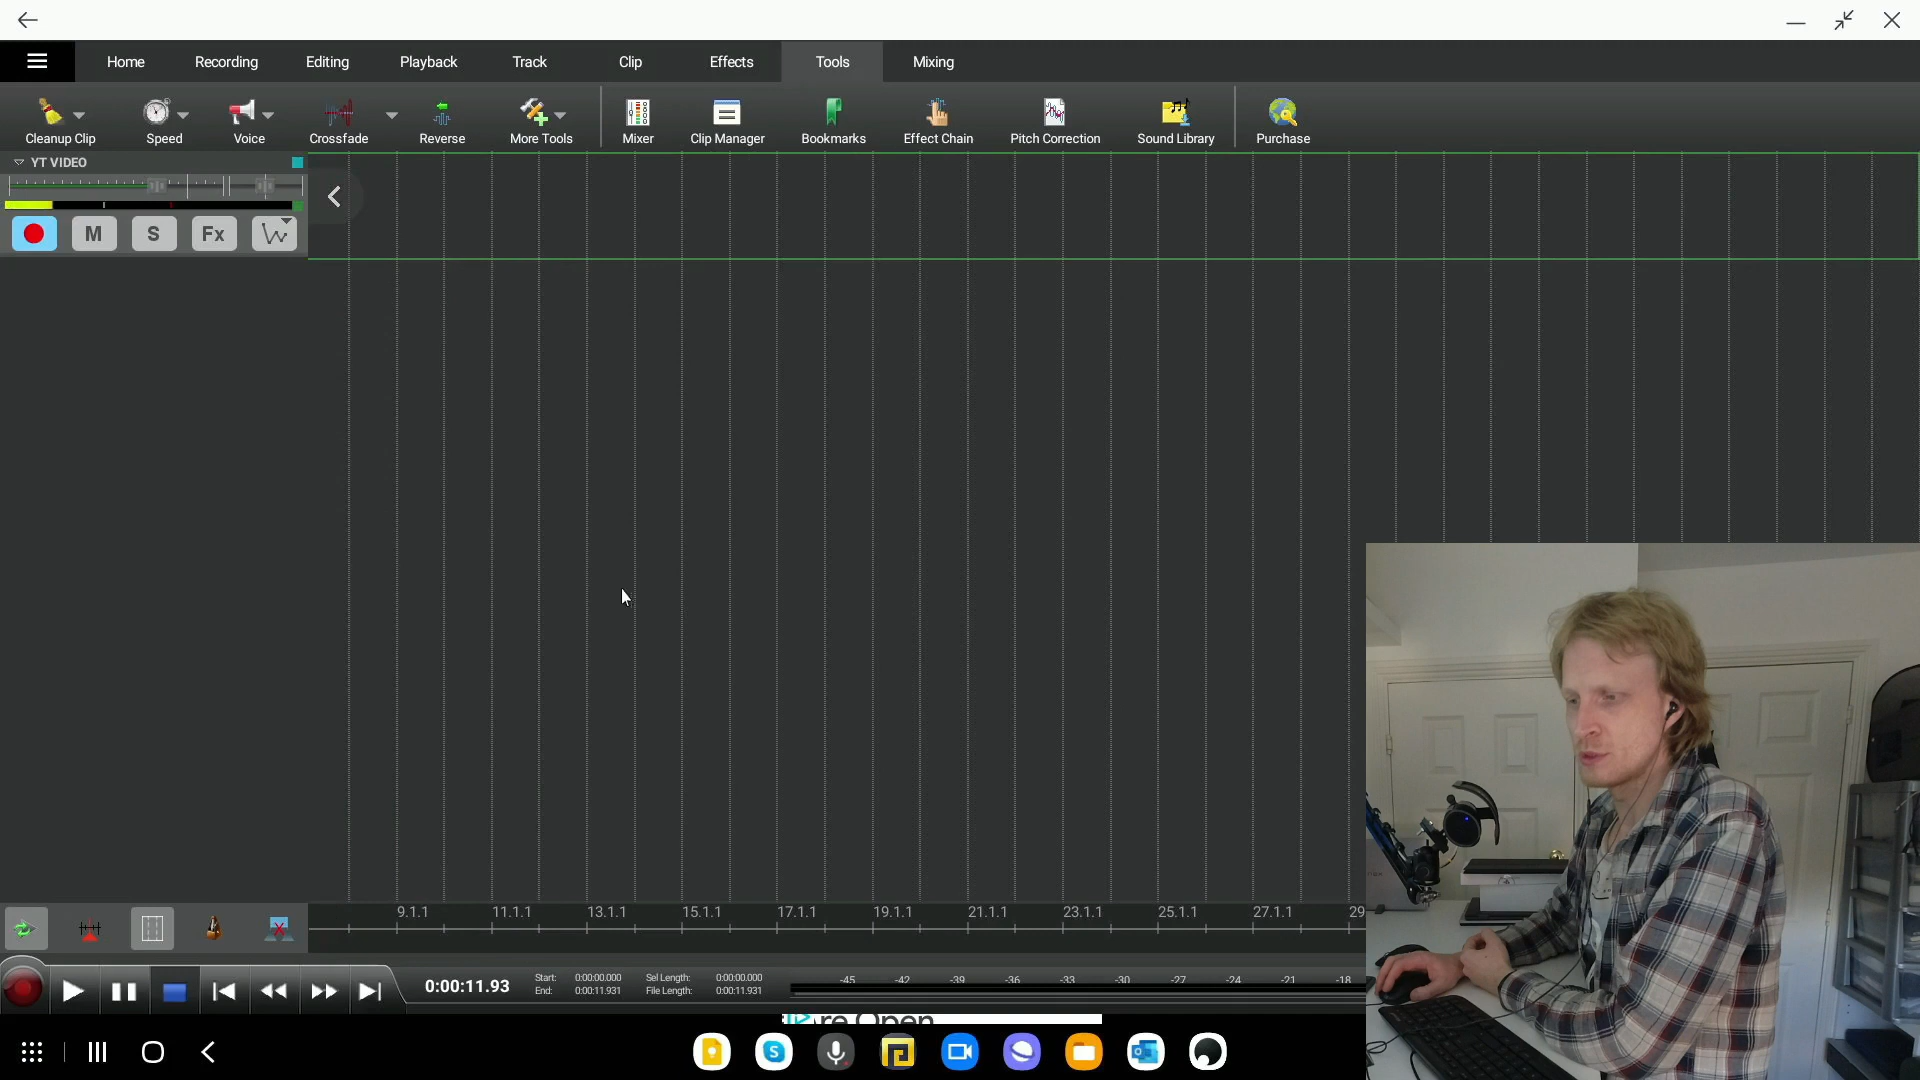 Home Recording Editing Playback Track Clip Effects Tools Mixing
Cleanup Clip Speed Voice Crossfade Reverse More Tools Mixer Clip Manager Bookmarks Effect Chain Pitch Correction Sound Library Purchase
YT VIDEO
M S Fx
9.1.1 11.1.1 13.1.1 15.1.1 17.1.1 19.1.1 21.1.1 23.1.1 25.1.1 27.1.1 29
0:00:11.93
Start: 0:00:00.000 Sel Length: 0:00:00.000
End: 0:00:11.931 File Length: 0:00:11.931
-45 -42 -39 -36 -33 -30 -27 -24 -21 -18
re Open